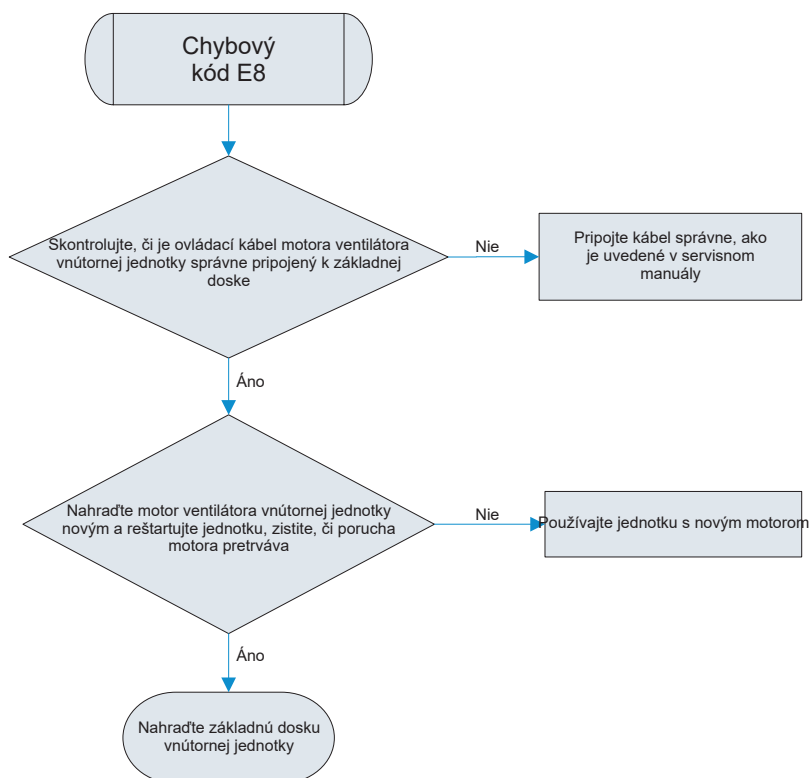 Chybový
kód E8
Skontrolujte, či je ovládací kábel motora ventilátora
vnútornej jednotky správne pripojený k základnej
doske
Nie
Pripojte kábel správne, ako
je uvedené v servisnom
manuály
Áno
Nahraďte motor ventilátora vnútornej jednotky
novým a reštartujte jednotku, zistite, či porucha
motora pretrváva
Nie
Používajte jednotku s novým motorom
Áno
Nahraďte základnú dosku
vnútornej jednotky